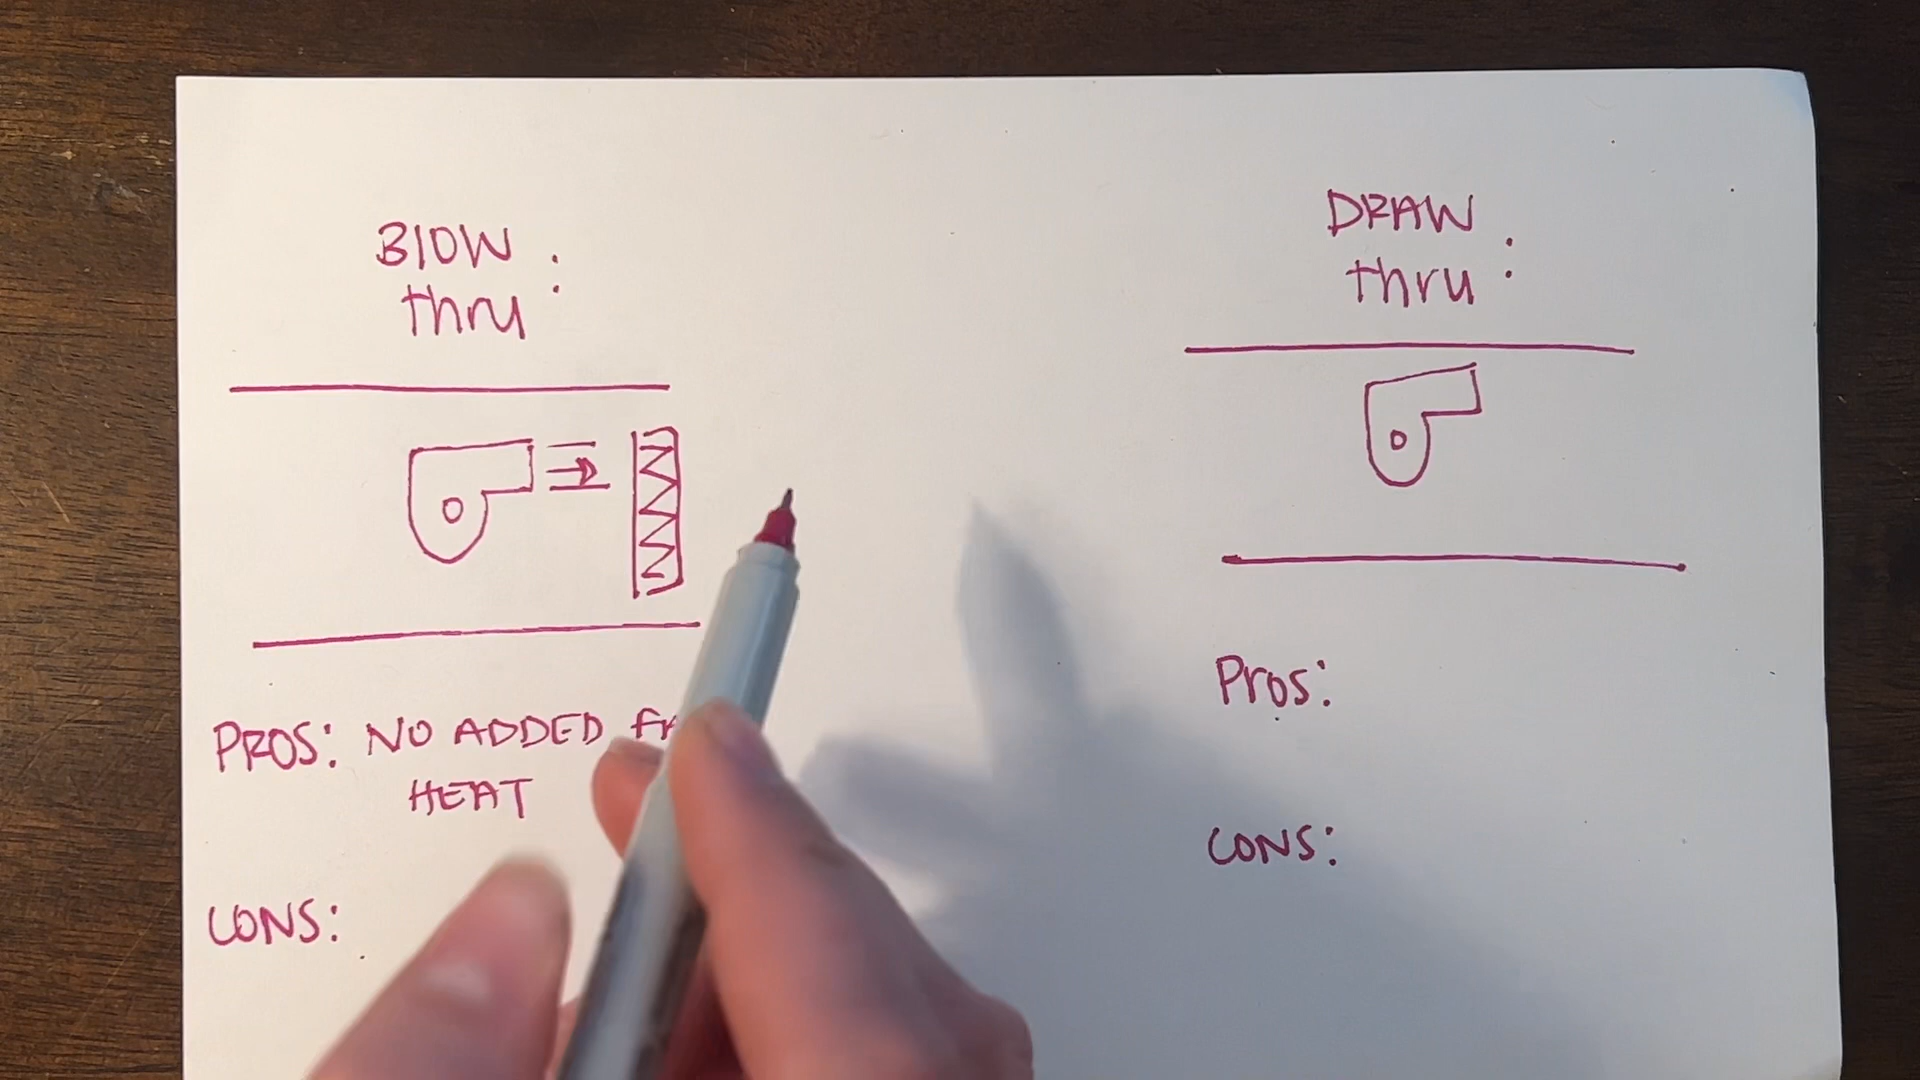 BlOW :
thru
PROS: NO ADDED
HEAT
CONS:
DRAW :
thru
Pros:
CONS: